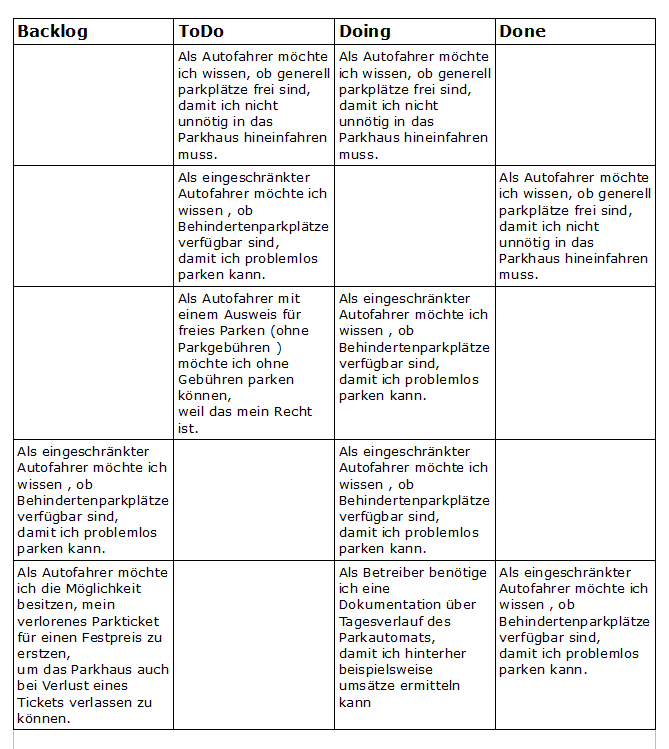 Backlog
ToDo
Doing
Done
Als Autofahrer möchte
ich wissen, ob generell
parkplätze frei sind,
damit ich nicht
unnötig in das
Parkhaus hineinfahren
muss.
Als Autofahrer möchte
ich wissen, ob generell
parkplätze frei sind,
damit ich nicht
unnötig in das
Parkhaus hineinfahren
muss.
Als eingeschränkter
Autofahrer möchte ich
wissen , ob
Behindertenparkplätze
verfügbar sind,
damit ich problemlos
parken kann.
Als Autofahrer möchte
ich wissen, ob generell
parkplätze frei sind,
damit ich nicht
unnötig in das
Parkhaus hineinfahren
muss.
Als Autofahrer mit
einem Ausweis für
freies Parken (ohne
Parkgebühren )
möchte ich ohne
Gebühren parken
können,
weil das mein Recht
ist.
Als eingeschränkter
Autofahrer möchte ich
wissen , ob
Behindertenparkplätze
verfügbar sind,
damit ich problemlos
parken kann.
Als eingeschränkter
Autofahrer möchte ich
wissen , ob
Behindertenparkplätze
verfügbar sind,
damit ich problemlos
parken kann.
Als eingeschränkter
Autofahrer möchte ich
wissen , ob
Behindertenparkplätze
verfügbar sind,
damit ich problemlos
parken kann.
Als Autofahrer möchte
ich die Möglichkeit
besitzen, mein
verlorenes Parkticket
für einen Festpreis zu
erstzen,
um das Parkhaus auch
bei Verlust eines
Tickets verlassen zu
können.
Als Betreiber benötige
ich eine
Dokumentation über
Tagesverlauf des
Parkautomats,
damit ich hinterher
beispielsweise
umsätze ermitteln
kann
Als eingeschränkter
Autofahrer möchte ich
wissen , ob
Behindertenparkplätze
verfügbar sind,
damit ich problemlos
parken kann.